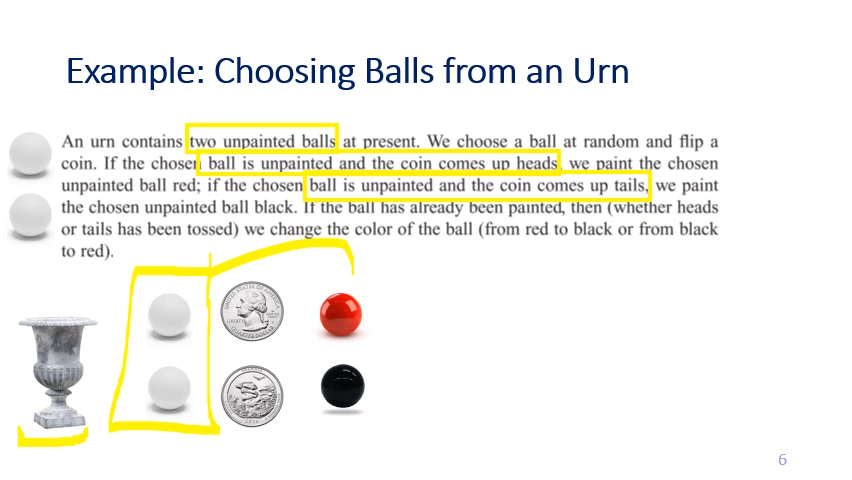 Example: Choosing Balls from an Urn
An urn contains two unpainted balls at present. We choose a ball at random and flip a
coin. If the chosen ball is unpainted and the coin comes up heads, we paint the chosen
unpainted ball red; if the chosen ball is unpainted and the coin comes up tails, we paint
the chosen unpainted ball black. If the ball has already been painted, then (whether heads
or tails has been tossed) we change the color of the ball (from red to black or from black
to red).
6